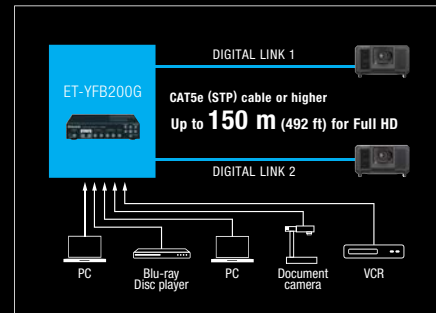 DIGITAL LINK 1
ET-YFB200G
CAT5e (STP) cable or higher
Up to 150 m (492 ft) for Full HD
DIGITAL LINK 2
PC
Blu-ray
Disc player
PC
Document
camera
VCR